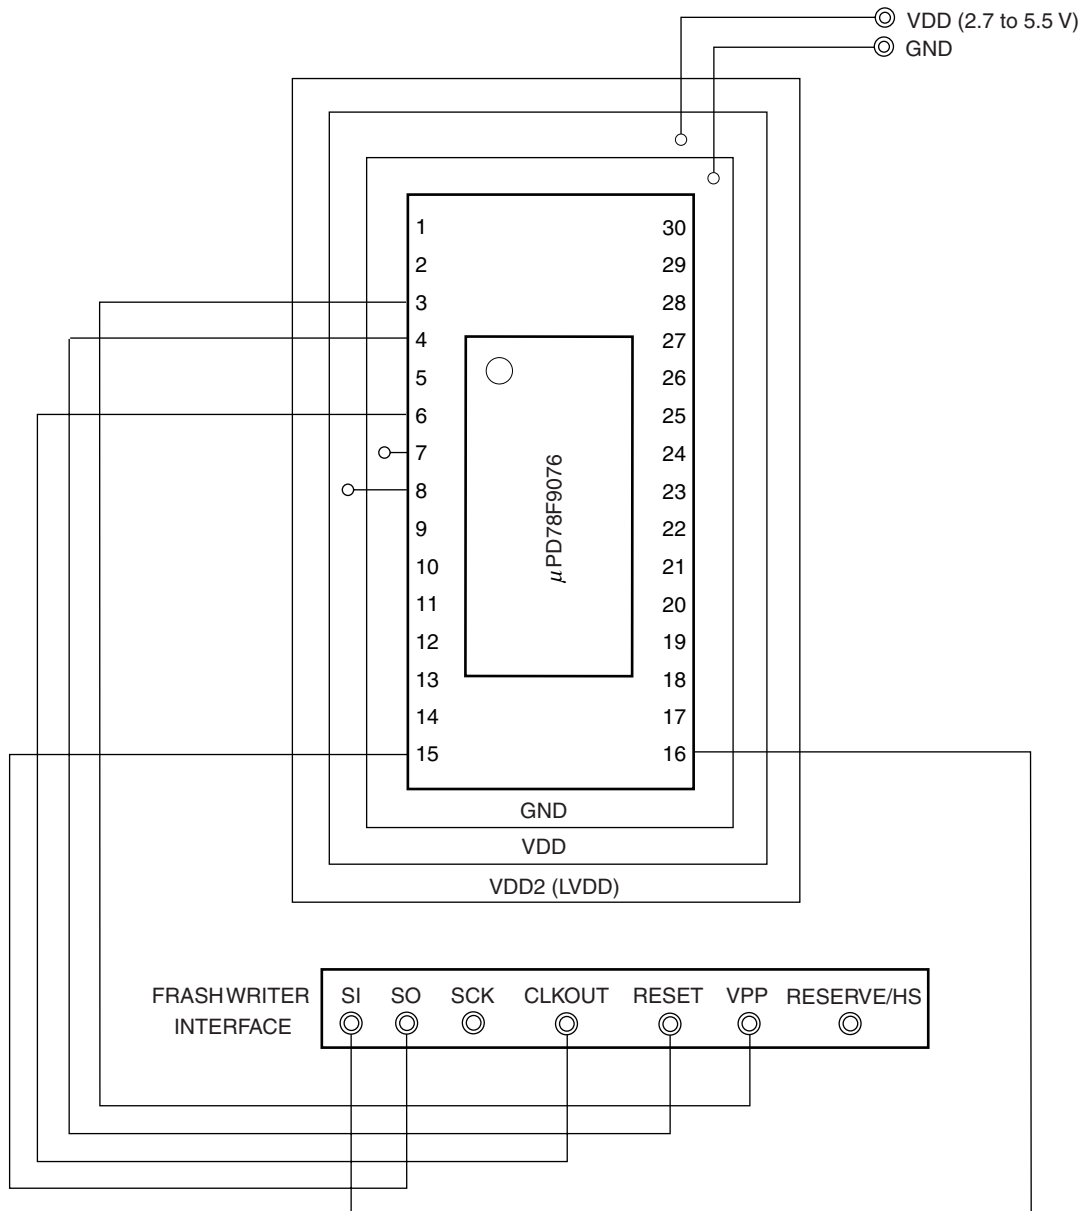 VDD (2.7 to 5.5 V)
GND
1 30
2 29
3 28
4 27
5 26
6 25
7 24
8 23
9 22
10 21
11 20
12 19
13 18
14 17
15 16
μPD78F9076
GND
VDD
VDD2 (LVDD)
FRASHWRITER INTERFACE
SI SO SCK CLKOUT RESET VPP RESERVE/HS